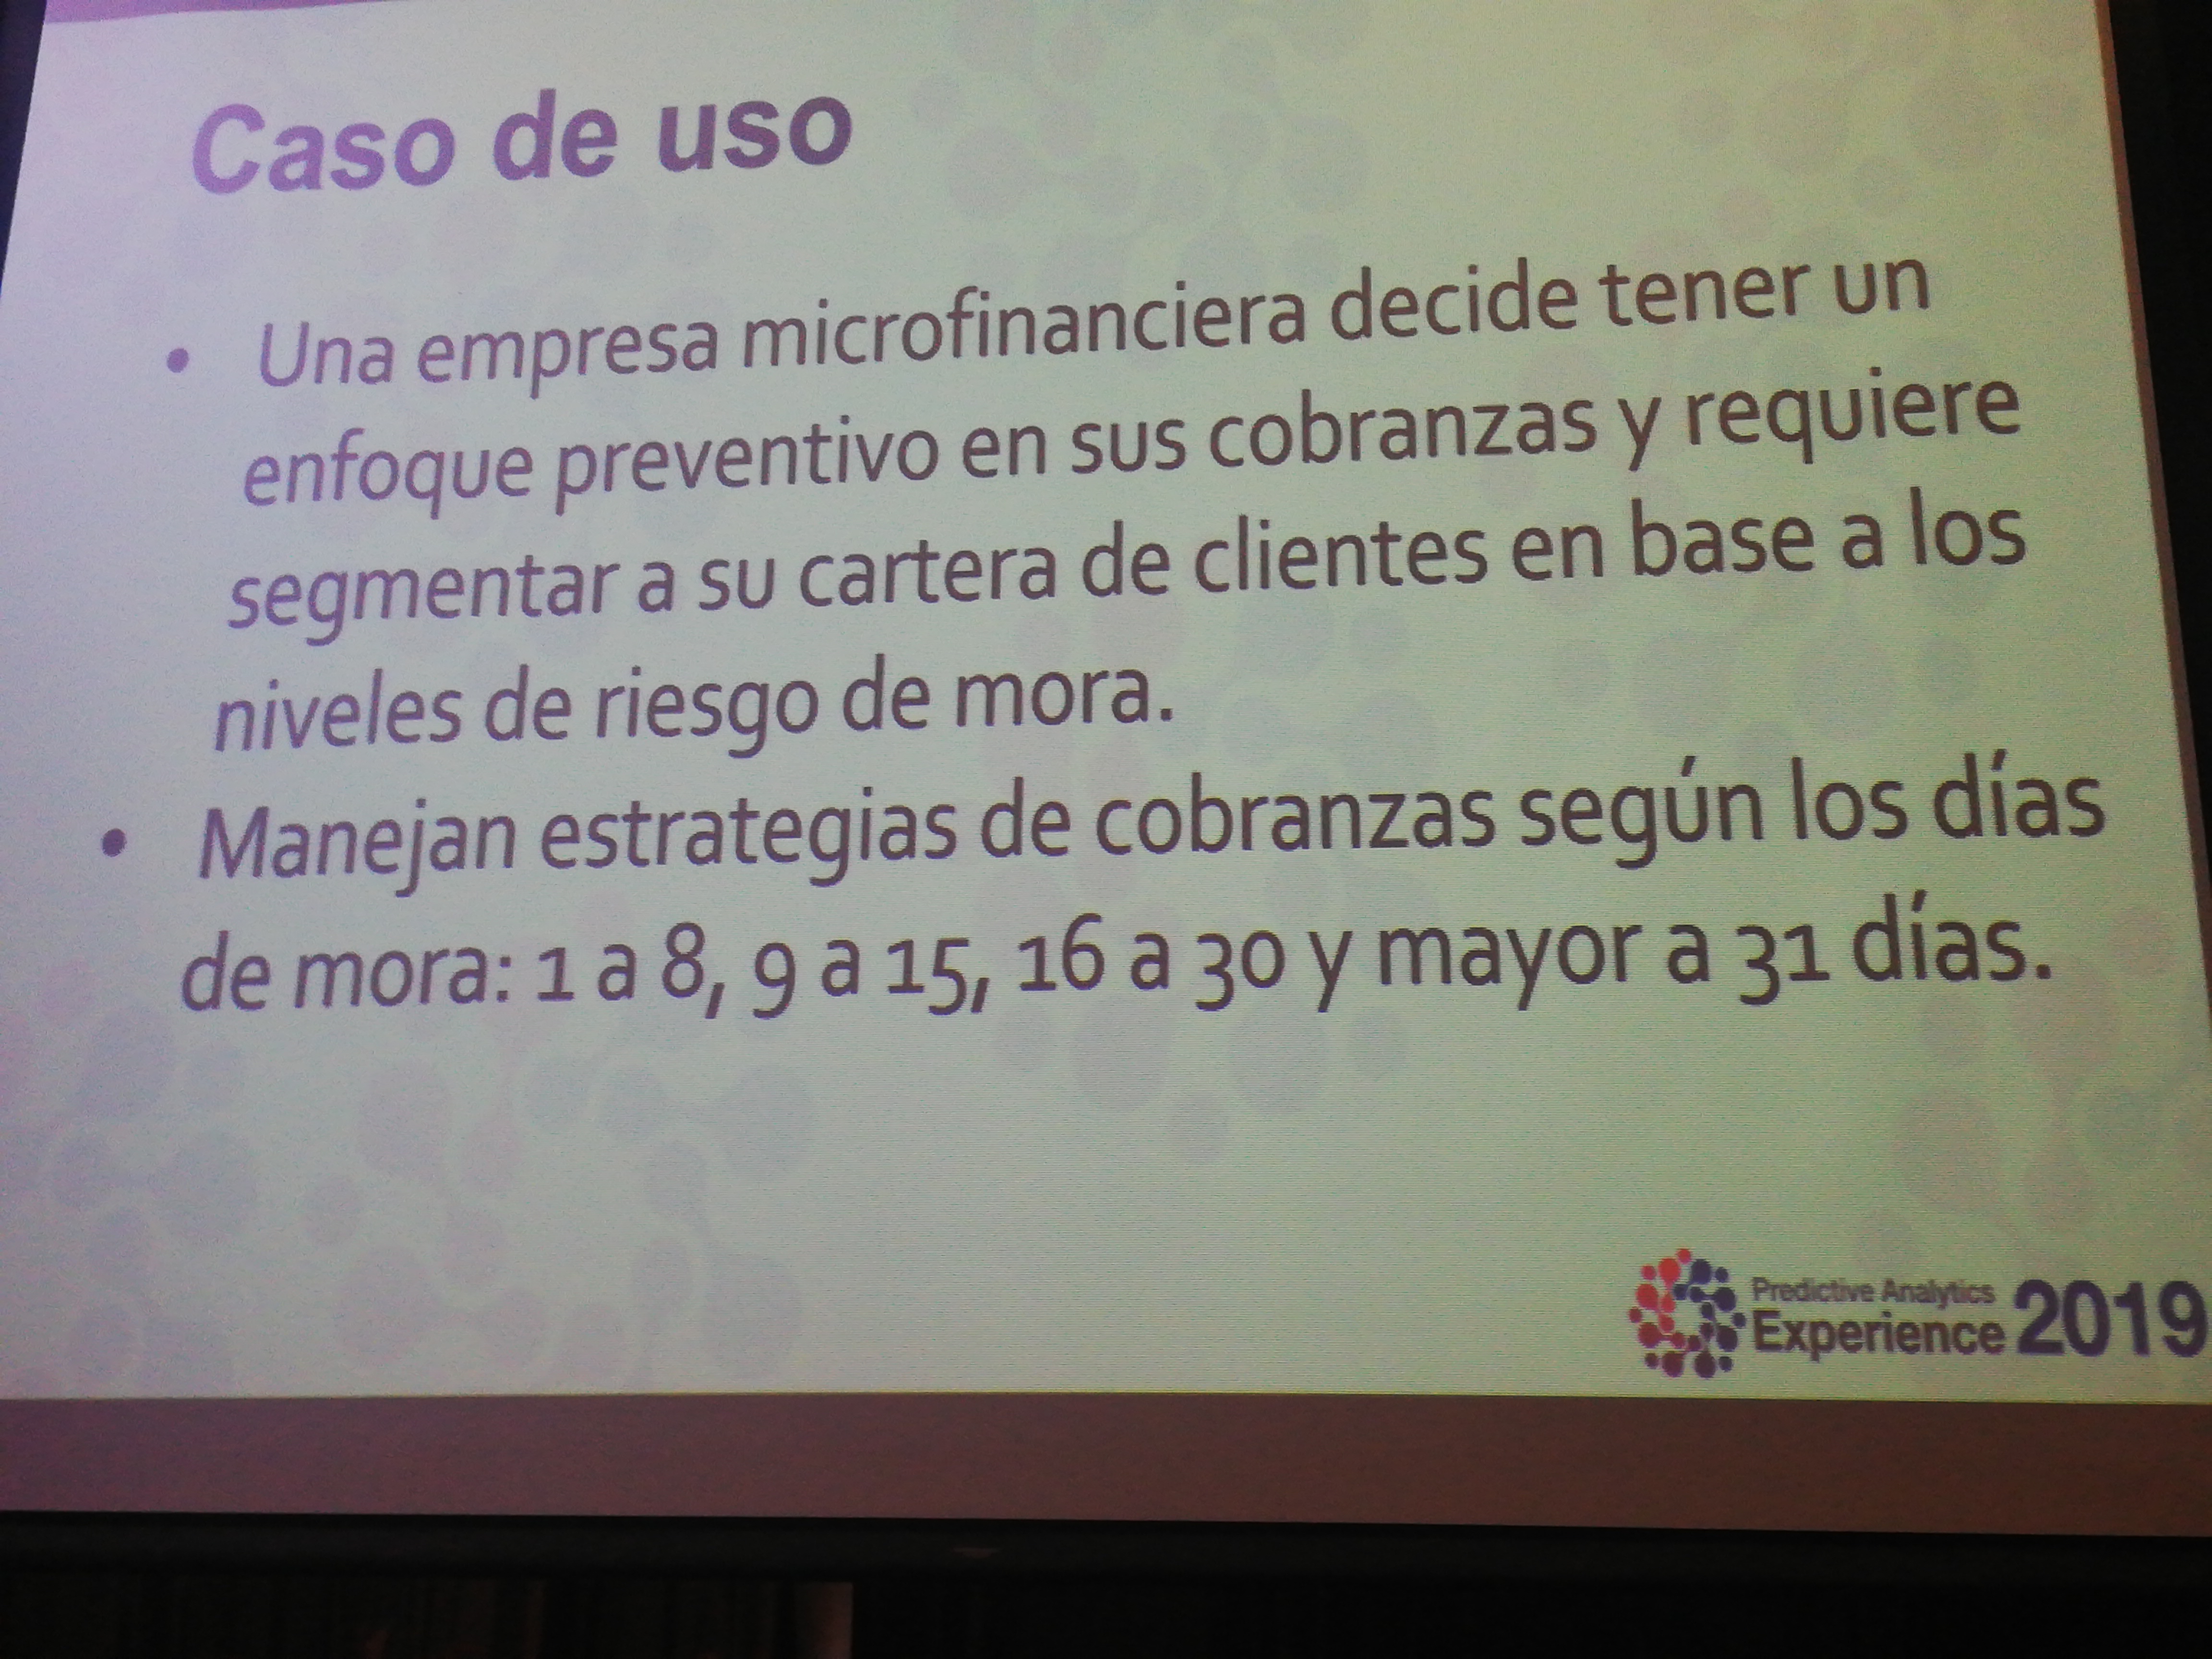 Caso de uso
• Una empresa microfinanciera decide tener un
enfoque preventivo en sus cobranzas y requiere
segmentar a su cartera de clientes en base a los
niveles de riesgo de mora.
• Manejan estrategias de cobranzas según los días
de mora: 1 a 8, 9 a 15, 16 a 30 y mayor a 31 días.
Predictive Analytics
Experience 2019